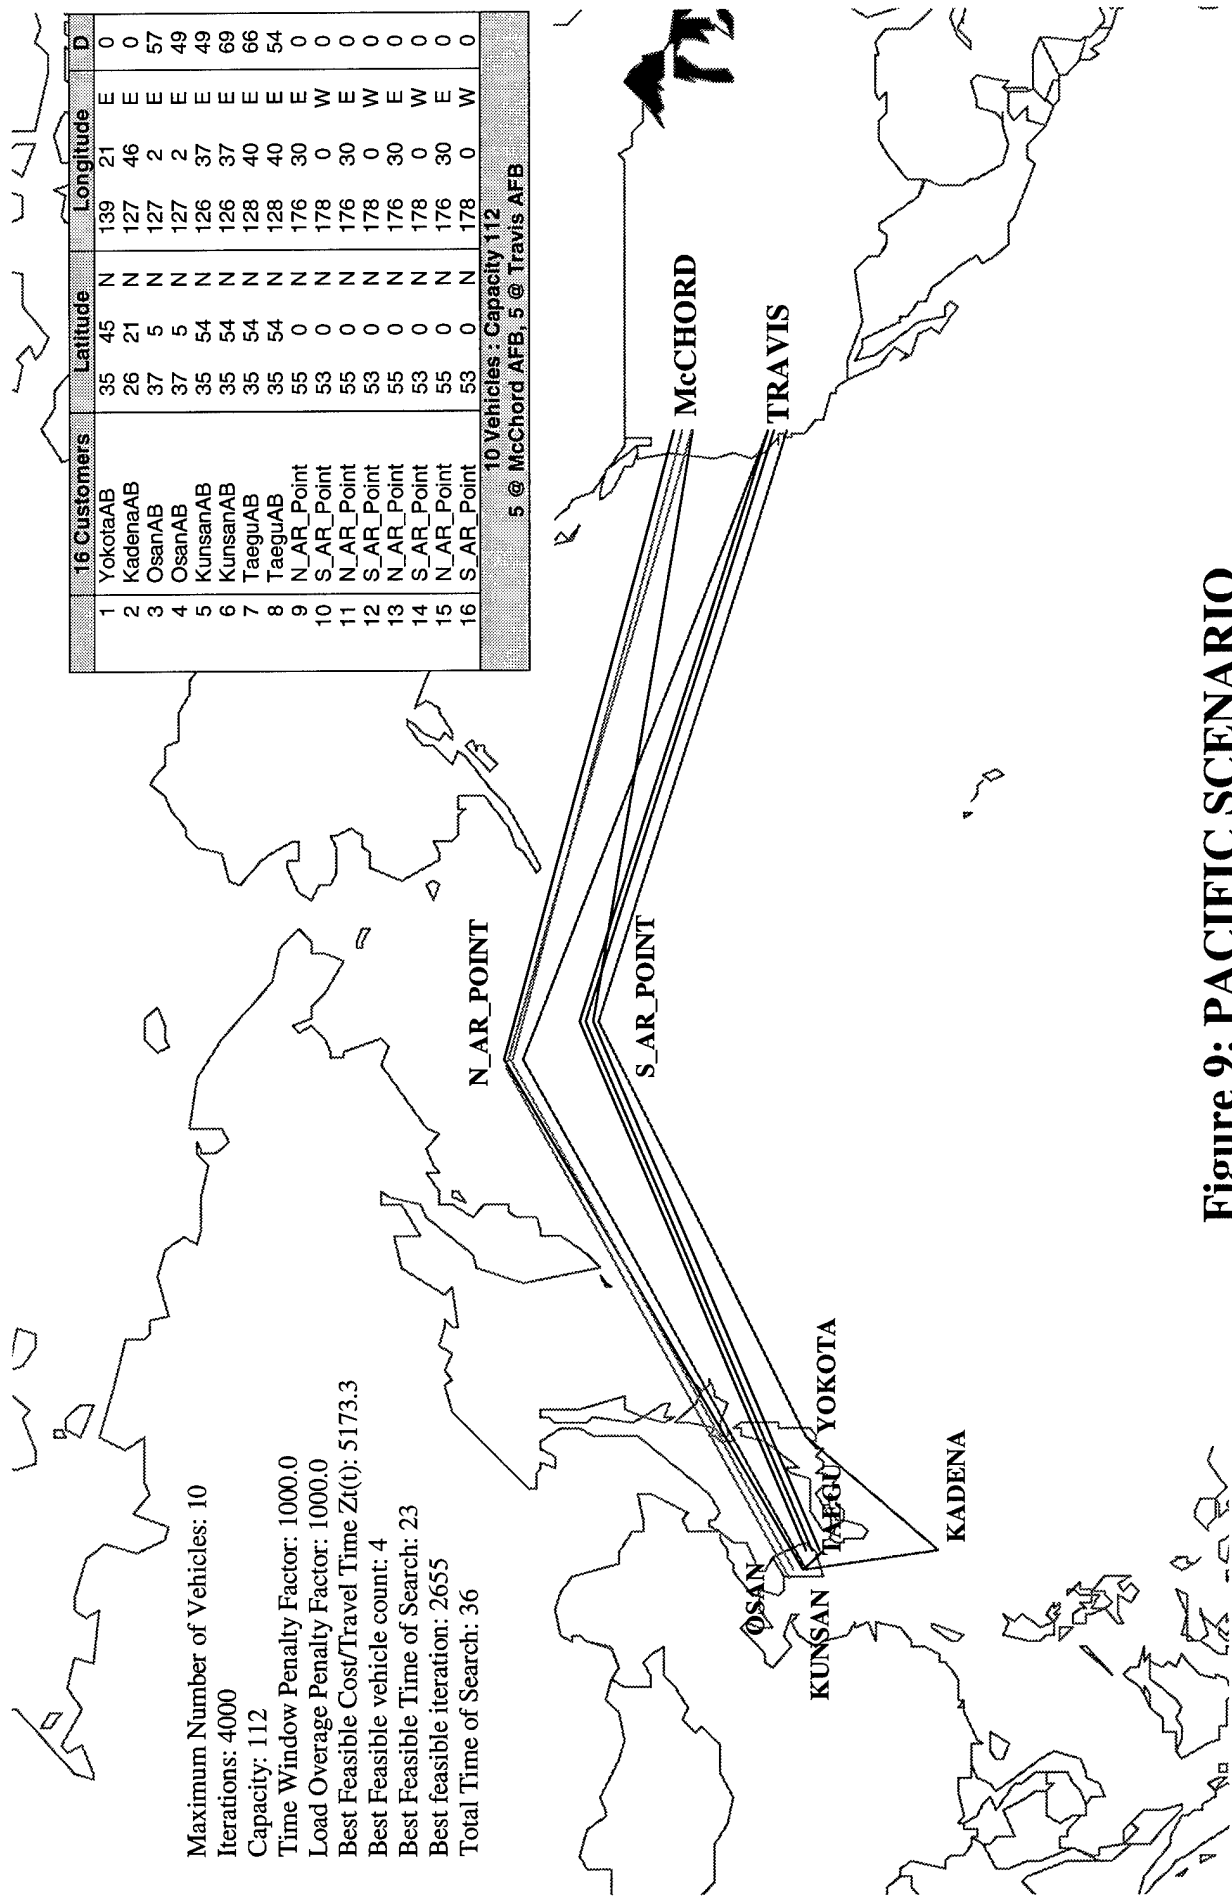 Maximum Number of Vehicles: 10
Iterations: 4000
Capacity: 112
Time Window Penalty Factor: 1000.0
Load Overage Penalty Factor: 1000.0
Best Feasible Cost/Travel Time Zt(t): 5173.3
Best Feasible vehicle count: 4
Best Feasible Time of Search: 23
Best feasible iteration: 2655
Total Time of Search: 36
16 Customers Latitude Longitude D
1 YokotaAB 35 45 N 139 21 E 0
2 KadenaAB 26 21 N 127 46 E 0
3 OsanAB 37 5 N 127 2 E 57
4 OsanAB 37 5 N 127 2 E 49
5 KunsanAB 35 54 N 126 37 E 49
6 KunsanAB 35 54 N 126 37 E 69
7 TaeguAB 35 54 N 128 40 E 66
8 TaeguAB 35 54 N 128 40 E 54
9 N_AR_Point 55 0 N 176 30 E 0
10 S_AR_Point 53 0 N 178 0 W 0
11 N_AR_Point 55 0 N 176 30 E 0
12 S_AR_Point 53 0 N 178 0 W 0
13 N_AR_Point 55 0 N 176 30 E 0
14 S_AR_Point 53 0 N 178 0 W 0
15 N_AR_Point 55 0 N 176 30 E 0
16 S_AR_Point 53 0 N 178 0 W 0
10 Vehicles : Capacity 112
5 @ McChord AFB, 5 @ Travis AFB
N_AR_POINT
S_AR_POINT
McCHORD
TRAVIS
OSAN
KUNSAN
TAEGU
YOKOTA
KADENA
Figure 9: PACIFIC SCENARIO